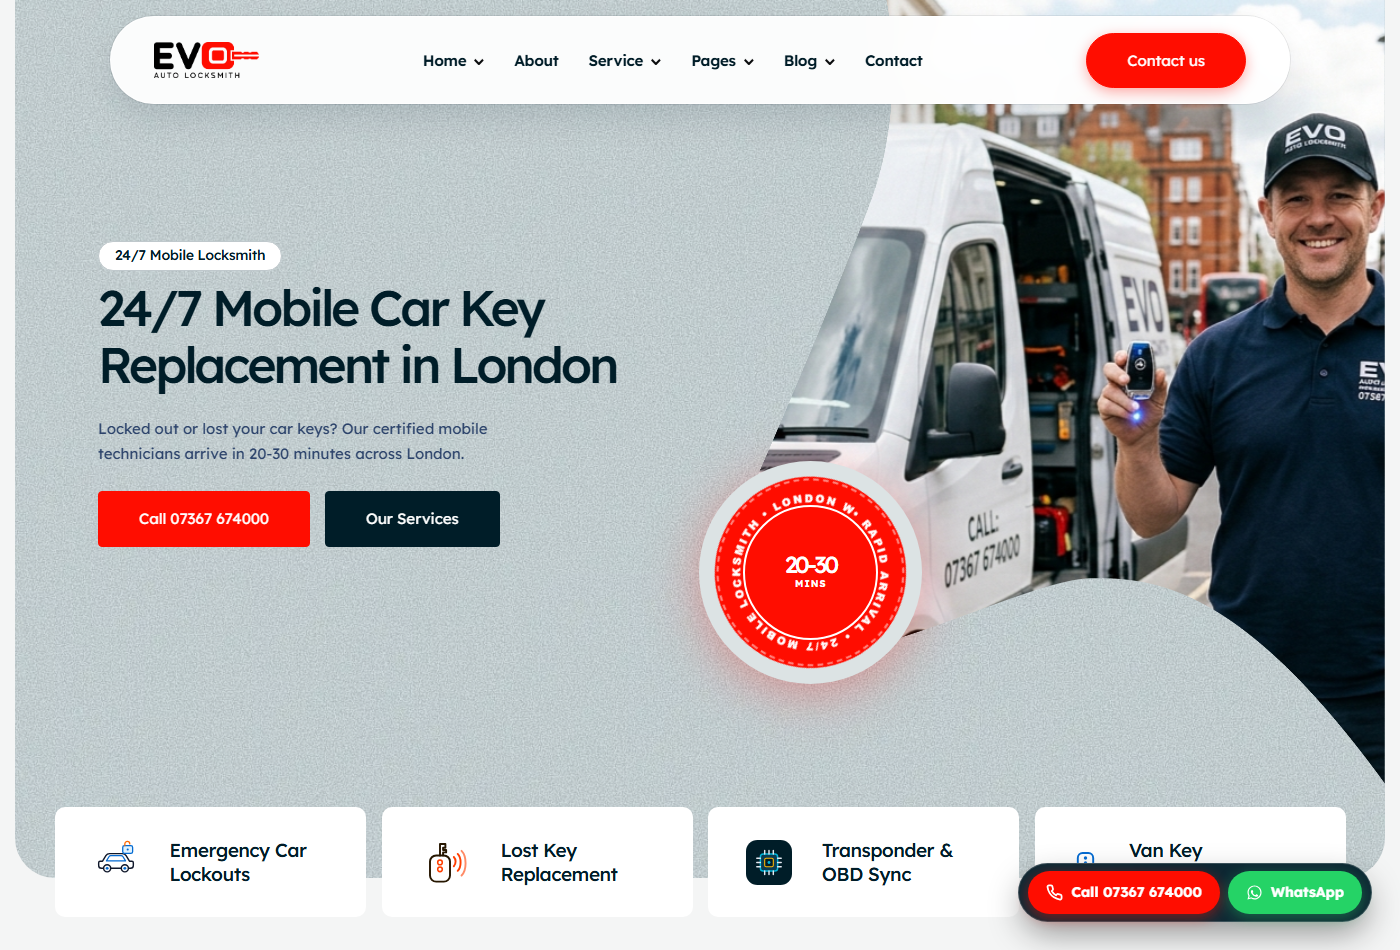 EVO
AUTO LOCKSMITH
Home
About
Service
Pages
Blog
Contact
Contact us
EVO
AUTO LOCKSMITH
24/7 Mobile Locksmith
24/7 Mobile Car Key
Replacement in London
EVO
Locked out or lost your car keys? Our certified mobile
technicians arrive in 20-30 minutes across London.
Call 07367 674000
Our Services
LONDON W• RAPID ARRIVAL • 24/7 MOBILE LOCKSMITH •
20-30
MINS
CALL:
07367 674000
Emergency Car
Lockouts
Lost Key
Replacement
Transponder &
OBD Sync
Van Key
Call 07367 674000
WhatsApp